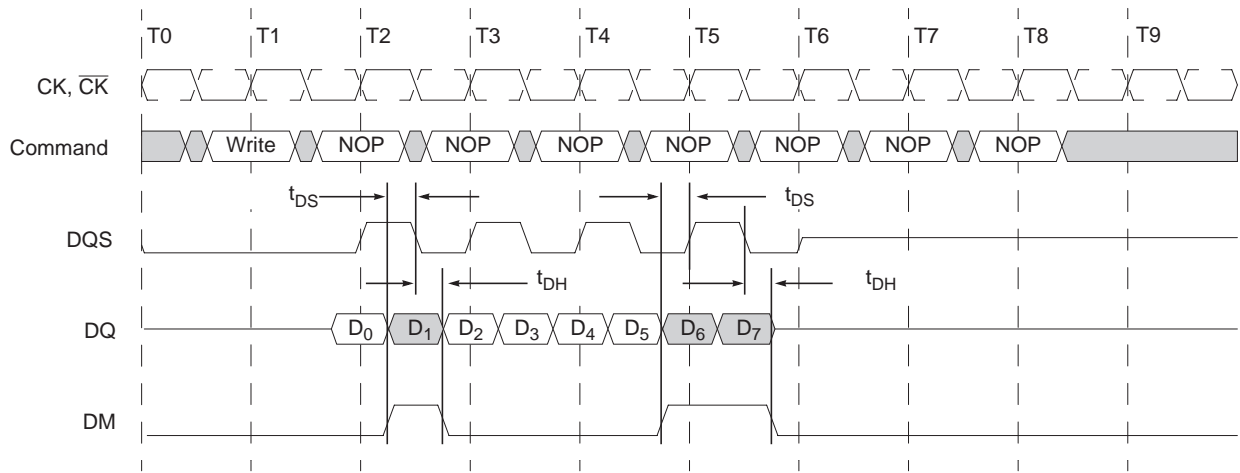 T0 T1 T2 T3 T4 T5 T6 T7 T8 T9
CK, C̅K̅
Command Write NOP NOP NOP NOP NOP NOP NOP
tDS tDS
DQS
tDH tDH
DQ D0 D1 D2 D3 D4 D5 D6 D7
DM